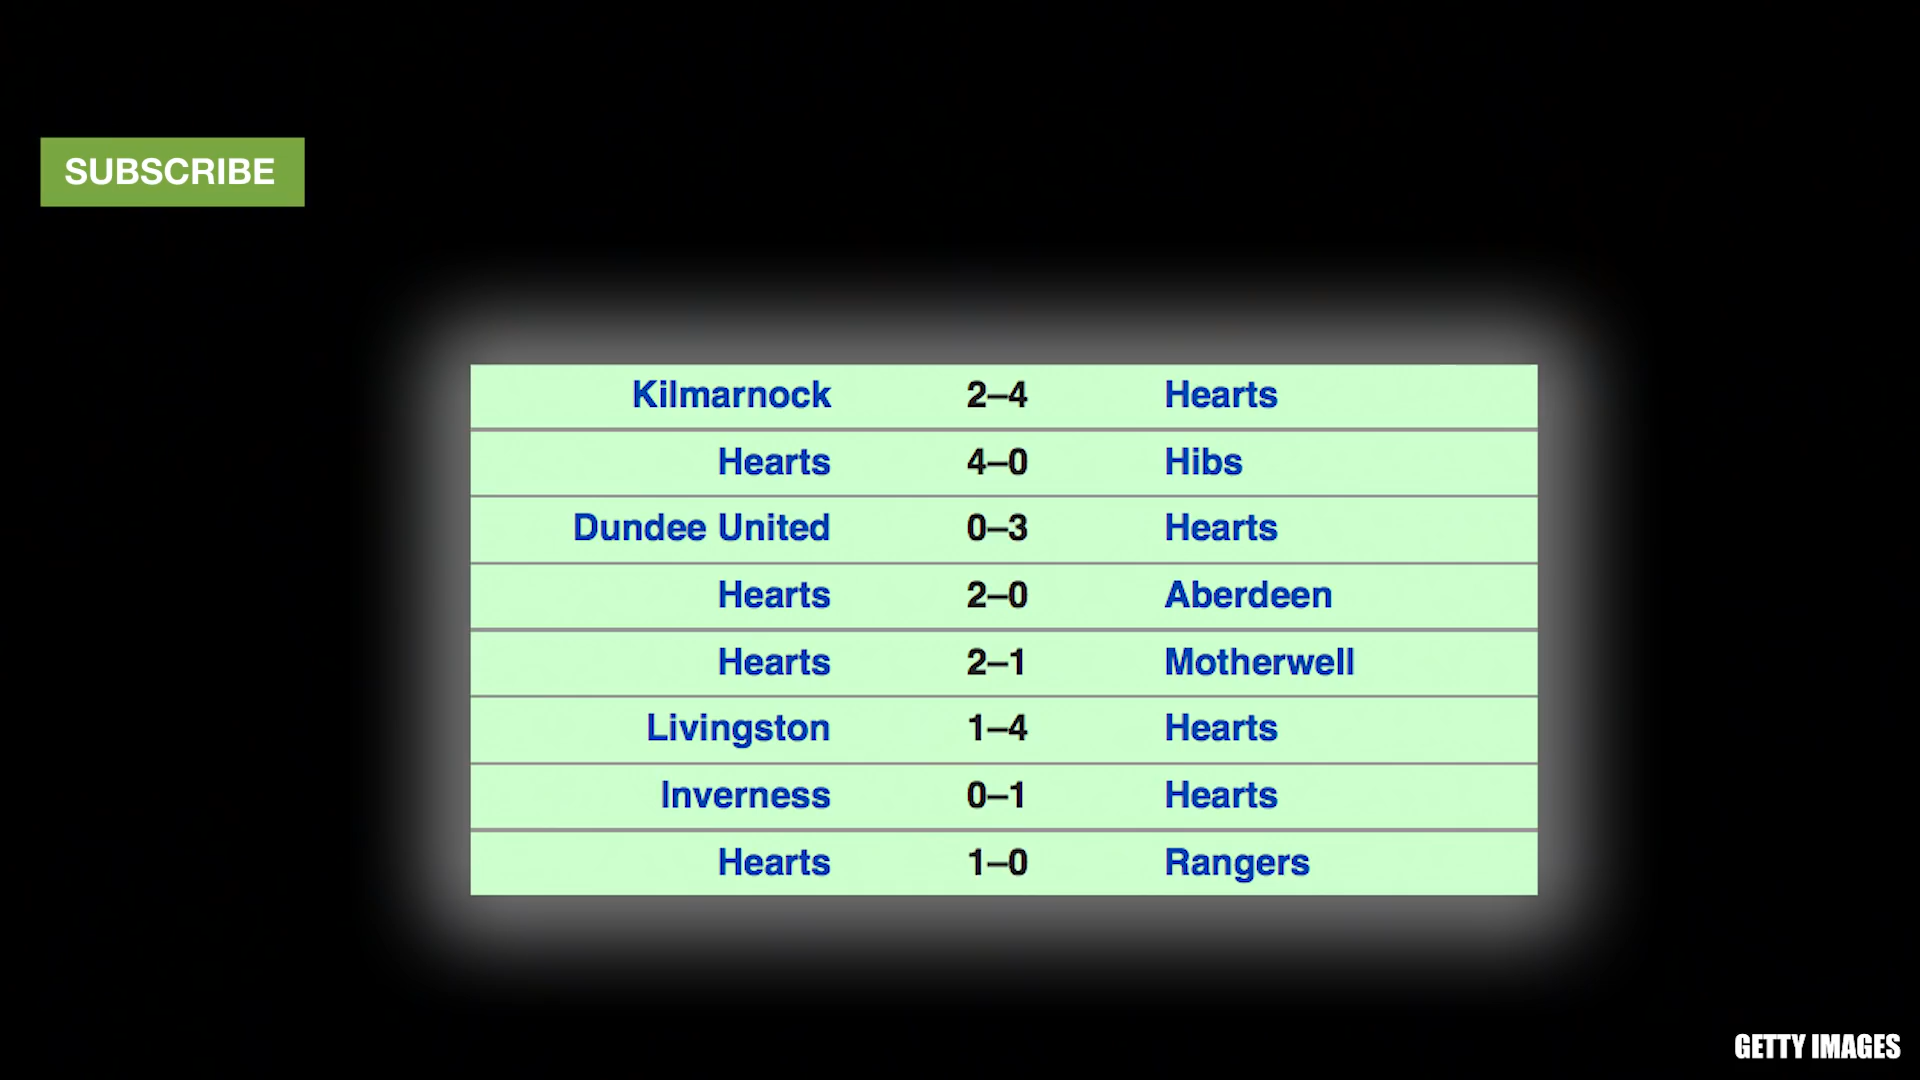 SUBSCRIBE
Kilmarnock 2–4 Hearts
Hearts 4–0 Hibs
Dundee United 0–3 Hearts
Hearts 2–0 Aberdeen
Hearts 2–1 Motherwell
Livingston 1–4 Hearts
Inverness 0–1 Hearts
Hearts 1–0 Rangers
GETTY IMAGES